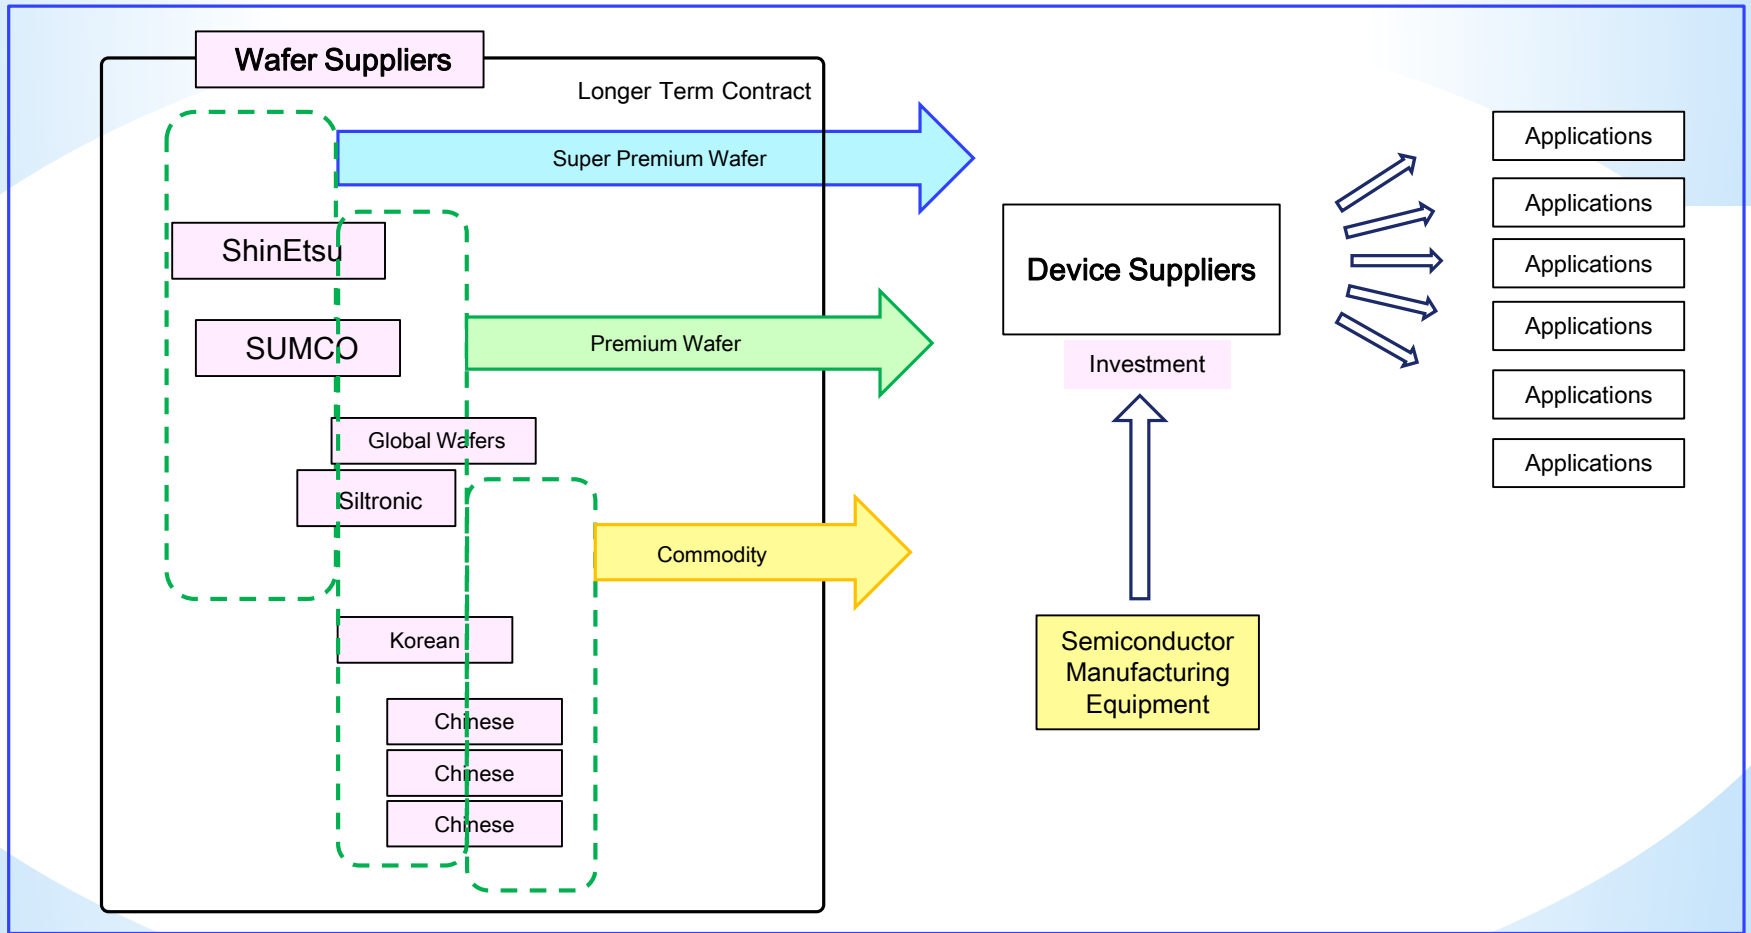 Wafer Suppliers
Longer Term Contract
Super Premium Wafer
ShinEtsu
SUMCO
Premium Wafer
Global Wafers
Siltronic
Commodity
Korean
Chinese
Chinese
Chinese
Device Suppliers
Investment
Semiconductor
Manufacturing
Equipment
Applications
Applications
Applications
Applications
Applications
Applications